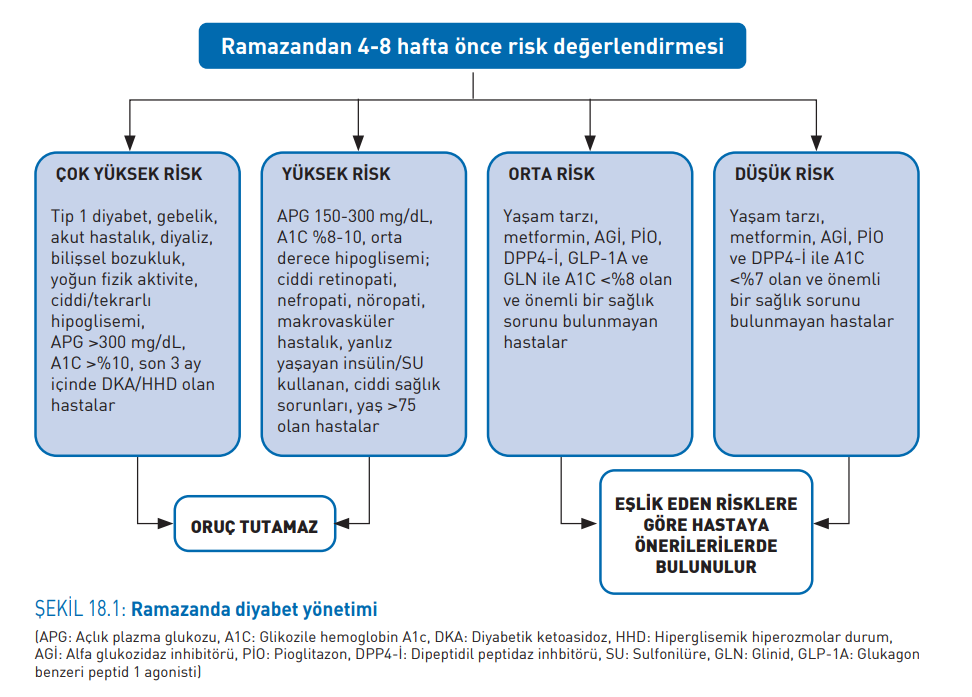 Ramazandan 4-8 hafta önce risk değerlendirmesi
ÇOK YÜKSEK RİSK
Tip 1 diyabet, gebelik,
akut hastalık, diyaliz,
bilişsel bozukluk,
yoğun fizik aktivite,
ciddi/tekrarlı
hipoglisemi,
APG >300 mg/dL,
A1C >%10, son 3 ay
içinde DKA/HHD olan
hastalar
YÜKSEK RİSK
APG 150-300 mg/dL,
A1C %8-10, orta
derece hipoglisemi;
ciddi retinopati,
nefropati, nöropati,
makrovasküler
hastalık, yanlız
yaşayan insülin/SU
kullanan, ciddi sağlık
sorunları, yaş >75
olan hastalar
ORTA RİSK
Yaşam tarzı,
metformin, AGİ, PİO,
DPP4-İ, GLP-1A ve
GLN ile A1C <%8 olan
ve önemli bir sağlık
sorunu bulunmayan
hastalar
DÜŞÜK RİSK
Yaşam tarzı,
metformin, AGİ, PİO
ve DPP4-İ ile A1C
<%7 olan ve önemli
bir sağlık sorunu
bulunmayan hastalar
ORUÇ TUTAMAZ
EŞLİK EDEN RİSKLERE
GÖRE HASTAYA
ÖNERİLERİLERDE
BULUNULUR
ŞEKİL 18.1: Ramazanda diyabet yönetimi
(APG: Açlık plazma glukozu, A1C: Glikozile hemoglobin A1c, DKA: Diyabetik ketoasidoz, HHD: Hiperglisemik hiperozmolar durum,
AGİ: Alfa glukozidaz inhibitörü, PİO: Pioglitazon, DPP4-İ: Dipeptidil peptidaz inhbitörü, SU: Sulfonilüre, GLN: Glinid, GLP-1A: Glukagon
benzeri peptid 1 agonisti)